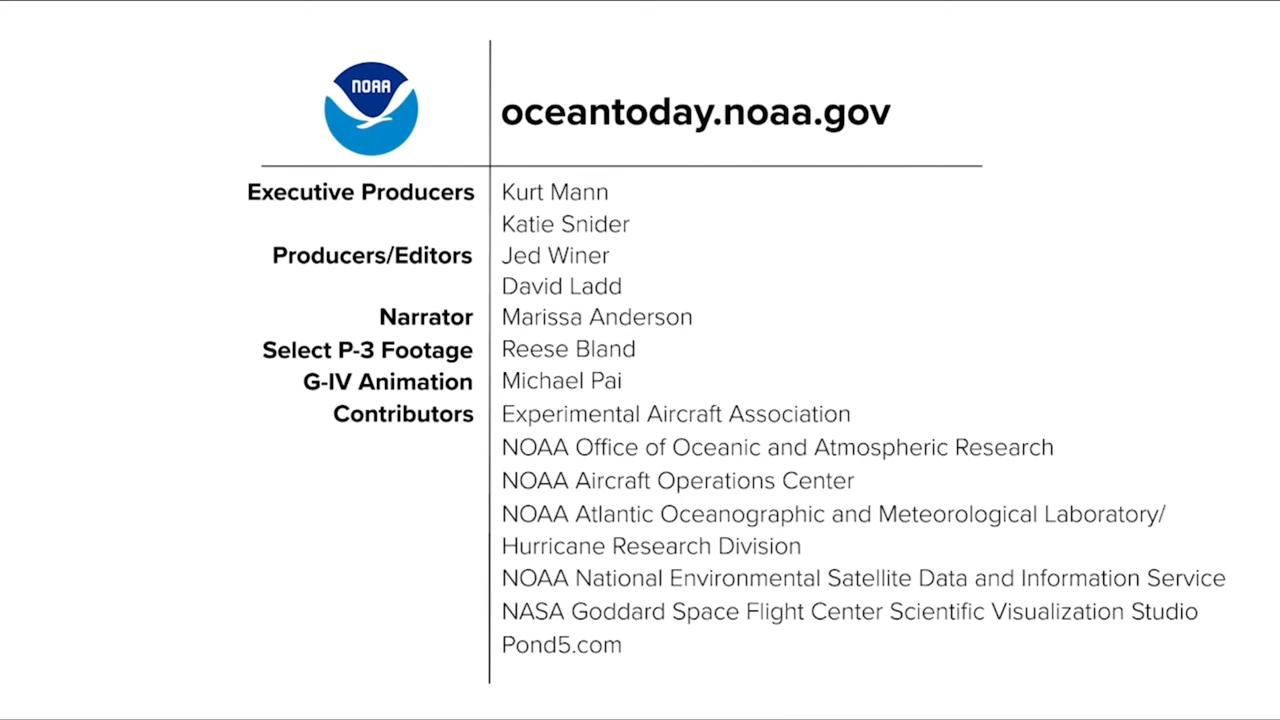 NOAA
oceantoday.noaa.gov
Executive Producers Kurt Mann
Katie Snider
Producers/Editors Jed Winer
David Ladd
Narrator Marissa Anderson
Select P-3 Footage Reese Bland
G-IV Animation Michael Pai
Contributors Experimental Aircraft Association
NOAA Office of Oceanic and Atmospheric Research
NOAA Aircraft Operations Center
NOAA Atlantic Oceanographic and Meteorological Laboratory/
Hurricane Research Division
NOAA National Environmental Satellite Data and Information Service
NASA Goddard Space Flight Center Scientific Visualization Studio
Pond5.com